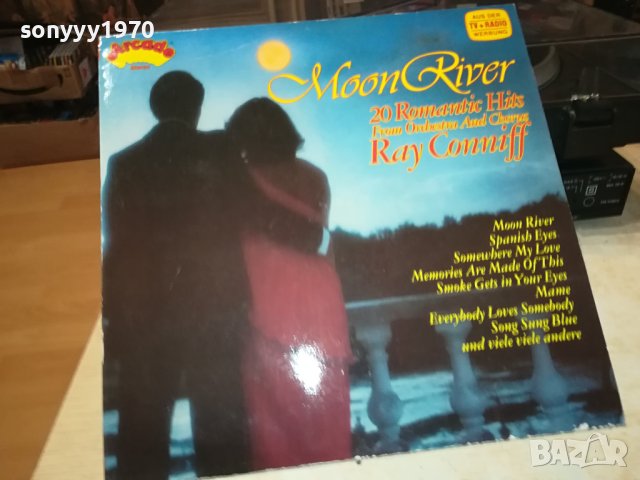 sonyyy1970
Arcade
AUS DER
TV + RADIO
WERBUNG
Moon River
20 Romantic Hits
From Orchestra And Chorus
Ray Conniff
Moon River
Spanish Eyes
Somewhere My Love
Memories Are Made Of This
Smoke Gets in Your Eyes
Mame
Everybody Loves Somebody
Song Sung Blue
und viele viele andere
BAZAR